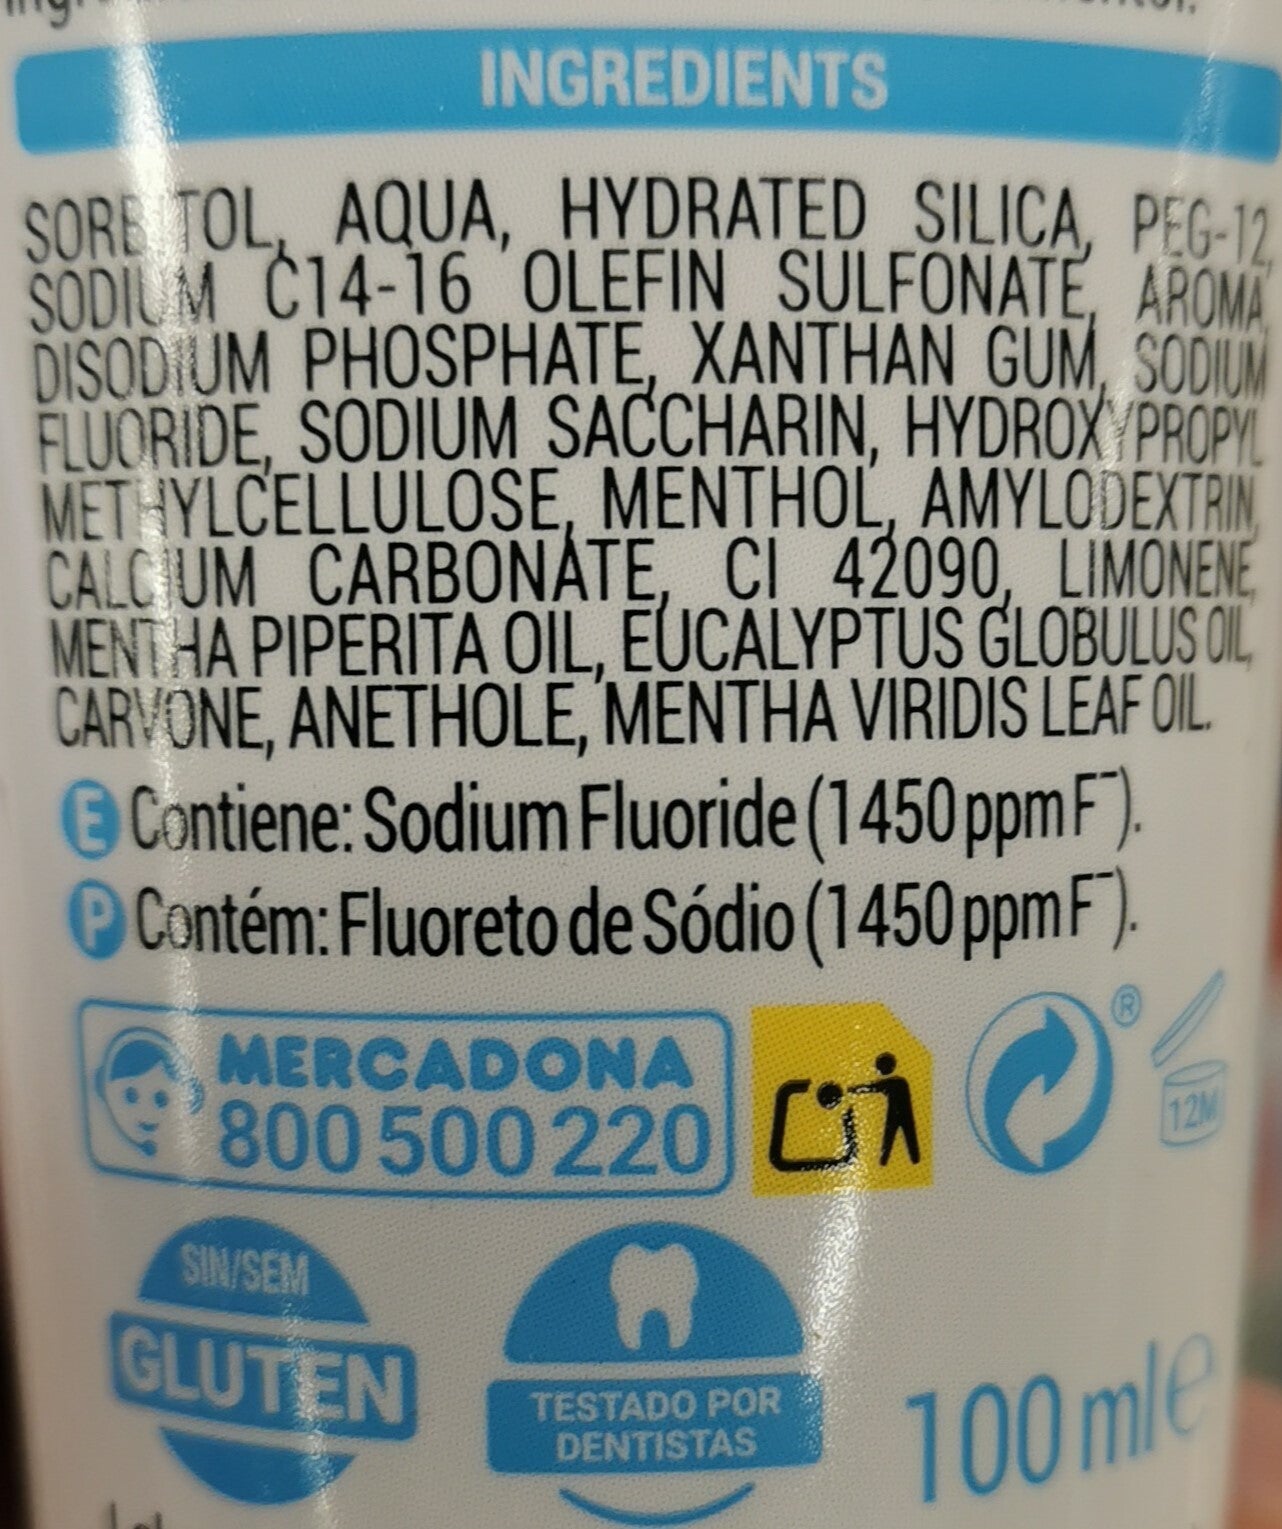 INGREDIENTS
SORBITOL, AQUA, HYDRATED SILICA, PEG-12,
SODIUM C14-16 OLEFIN SULFONATE, AROMA,
DISODIUM PHOSPHATE, XANTHAN GUM, SODIUM
FLUORIDE, SODIUM SACCHARIN, HYDROXYPROPYL
METHYLCELLULOSE, MENTHOL, AMYLODEXTRIN,
CALCIUM CARBONATE, CI 42090, LIMONENE,
MENTHA PIPERITA OIL, EUCALYPTUS GLOBULUS OIL,
CARVONE, ANETHOLE, MENTHA VIRIDIS LEAF OIL.
E Contiene: Sodium Fluoride (1450 ppm F⁻).
P Contém: Fluoreto de Sódio (1450 ppm F⁻).
MERCADONA
800 500 220
®
12M
SIN/SEM
GLUTEN
TESTADO POR
DENTISTAS
100 ml e